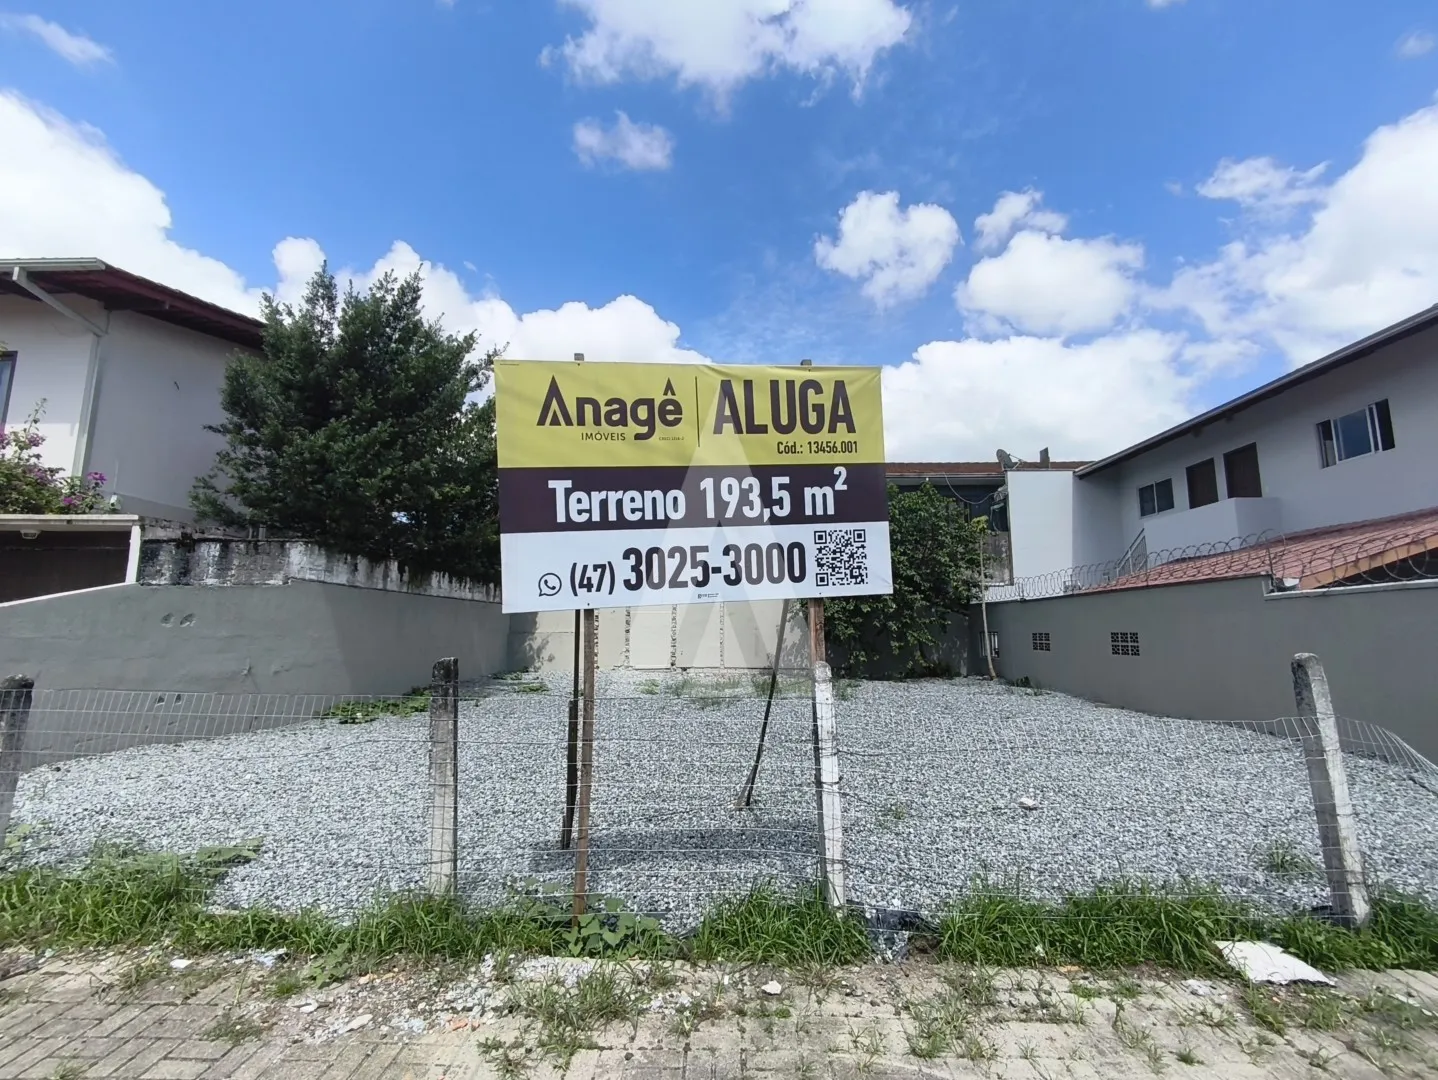 Anagê
IMÓVEIS
ALUGA
Cód.: 13456.001
Terreno 193,5 m²
(47) 3025-3000